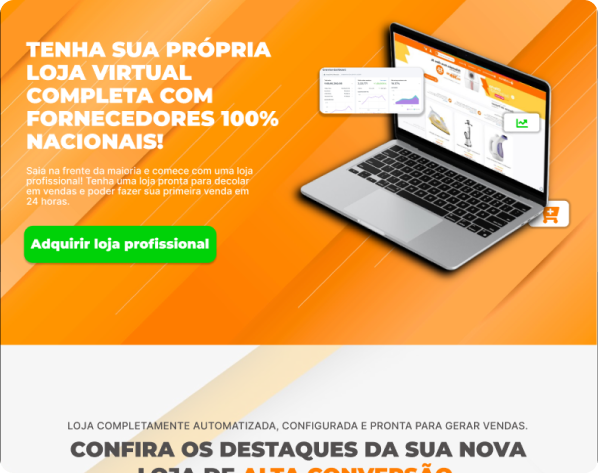 TENHA SUA PRÓPRIA
LOJA VIRTUAL
COMPLETA COM
FORNECEDORES 100%
NACIONAIS!
Saia na frente da maioria e comece com uma loja
profissional! Tenha uma loja pronta para decolar
em vendas e poder fazer sua primeira venda em
24 horas.
Adquirir loja profissional
LOJA COMPLETAMENTE AUTOMATIZADA, CONFIGURADA E PRONTA PARA GERAR VENDAS.
CONFIRA OS DESTAQUES DA SUA NOVA
LOJA DE ALTA CONVERSÃO